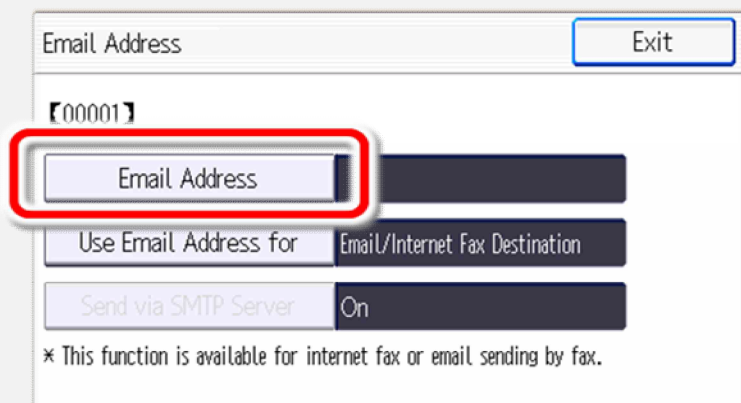 Email Address
Exit
【00001】
Email Address
Use Email Address for
Email/Internet Fax Destination
Send via SMTP Server
On
* This function is available for internet fax or email sending by fax.